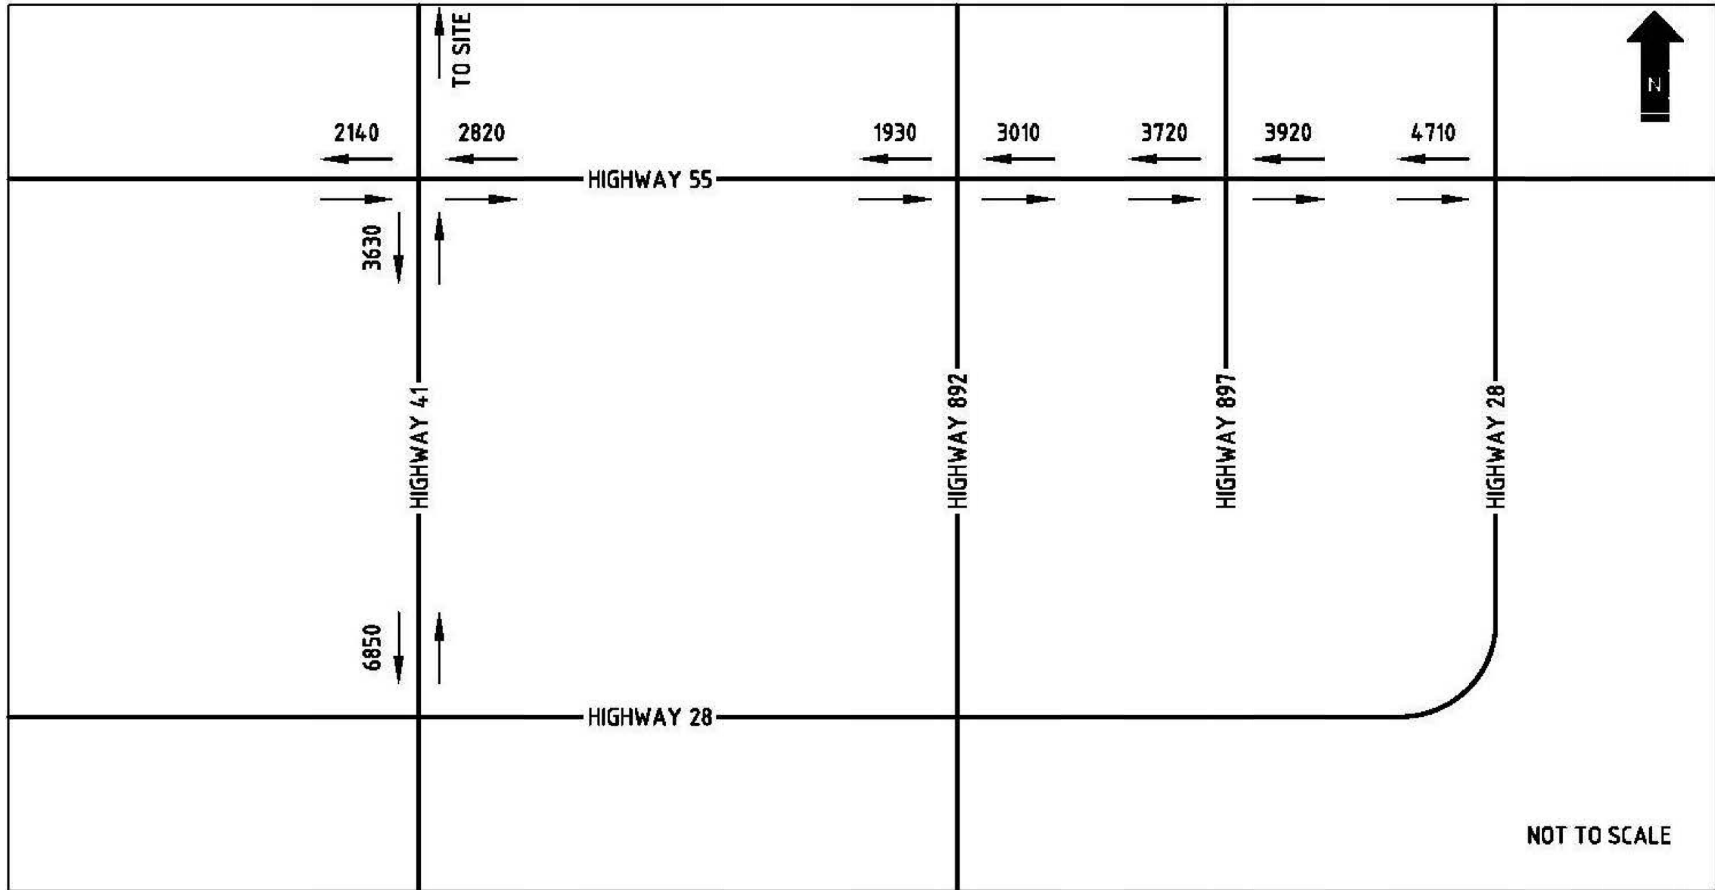 TO SITE
N
2140
2820
1930
3010
3720
3920
4710
HIGHWAY 55
3630
HIGHWAY 41
HIGHWAY 892
HIGHWAY 897
HIGHWAY 28
6850
HIGHWAY 28
NOT TO SCALE